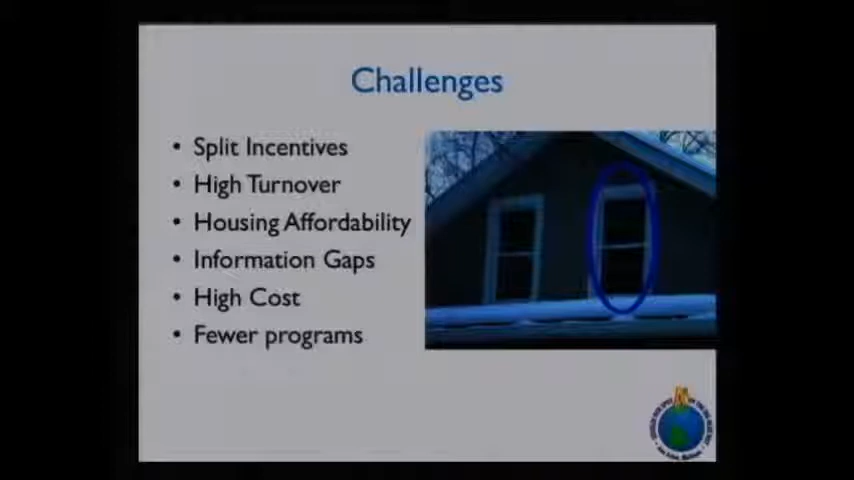 Challenges
• Split Incentives
• High Turnover
• Housing Affordability
• Information Gaps
• High Cost
• Fewer programs